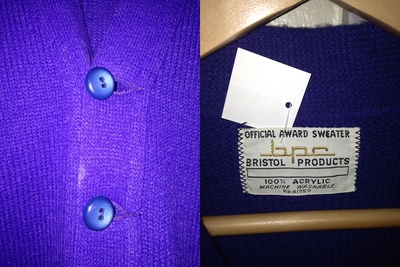 OFFICIAL AWARD SWEATER
bpc
BRISTOL PRODUCTS
100% ACRYLIC
MACHINE WASHABLE